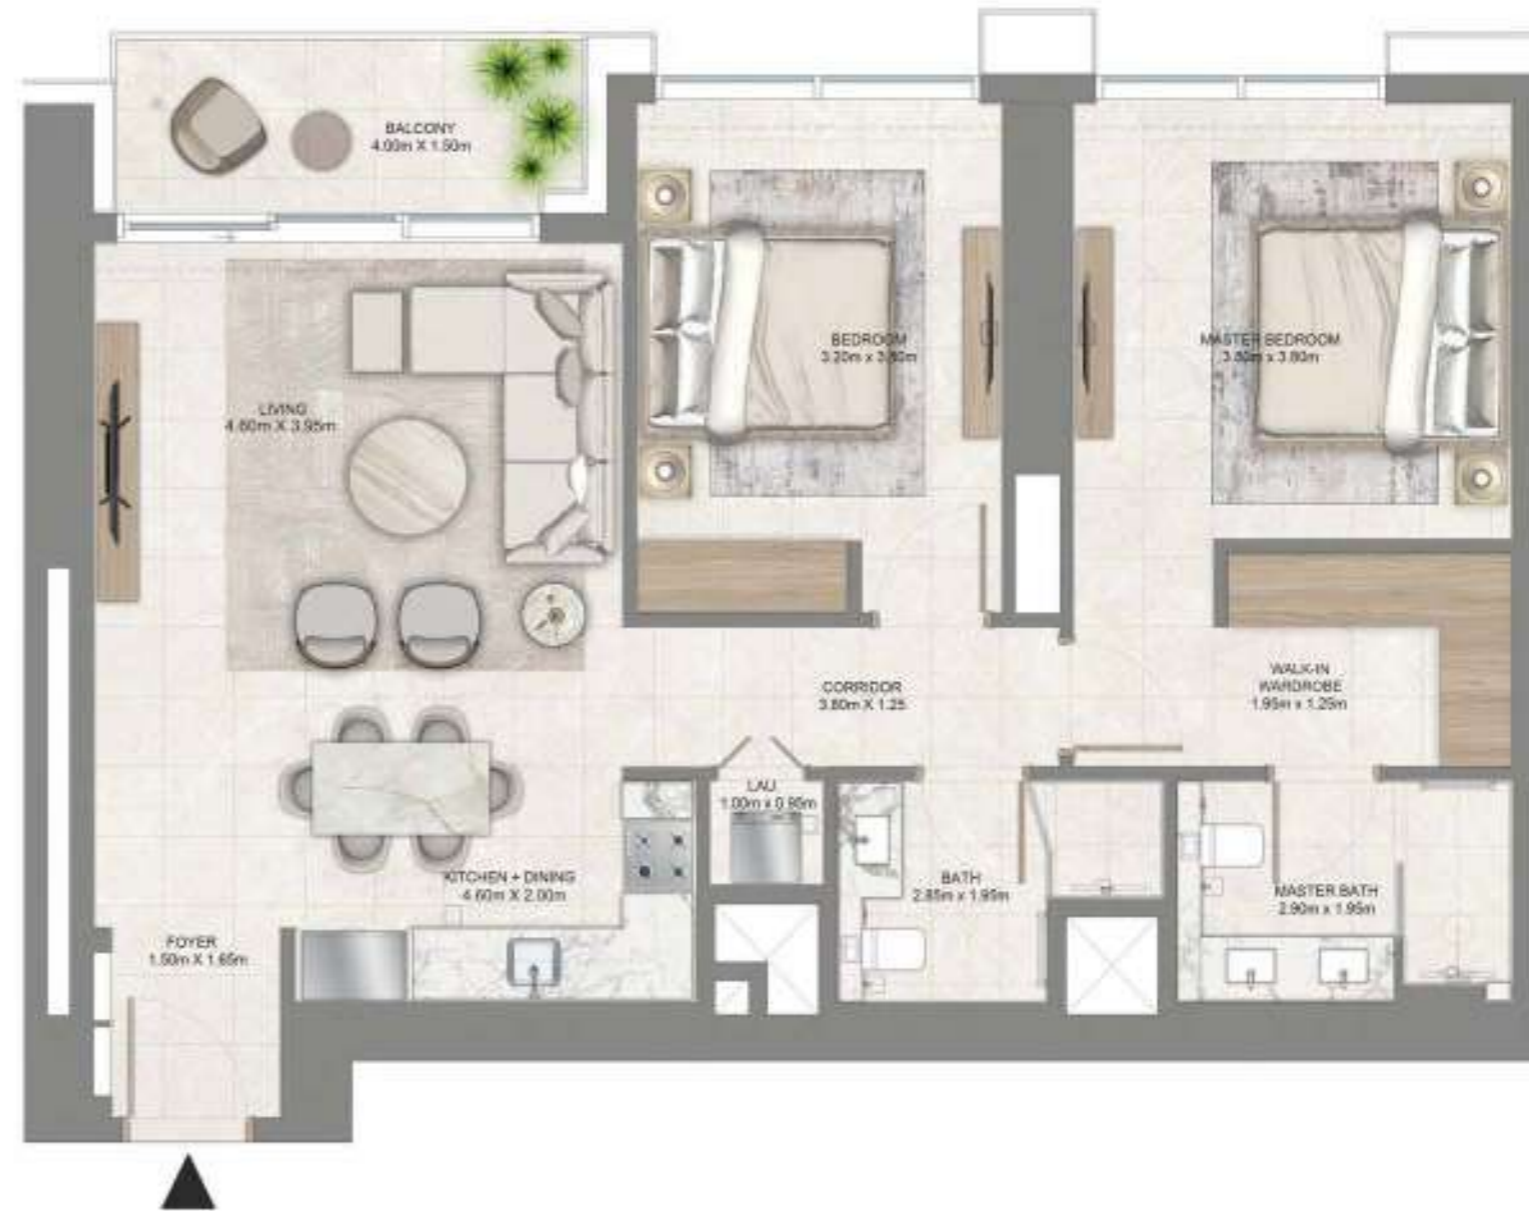 BALCONY
4.00m X 1.50m
BEDROOM
3.20m x 3.80m
MASTER BEDROOM
3.80m x 3.80m
LIVING
4.60m X 3.95m
CORRIDOR
3.80m X 1.25
WALK-IN
WARDROBE
1.95m x 1.25m
LAU
1.00m x 0.95m
KITCHEN + DINING
4.60m X 2.00m
BATH
2.85m x 1.95m
MASTER BATH
2.90m x 1.95m
FOYER
1.50m X 1.65m